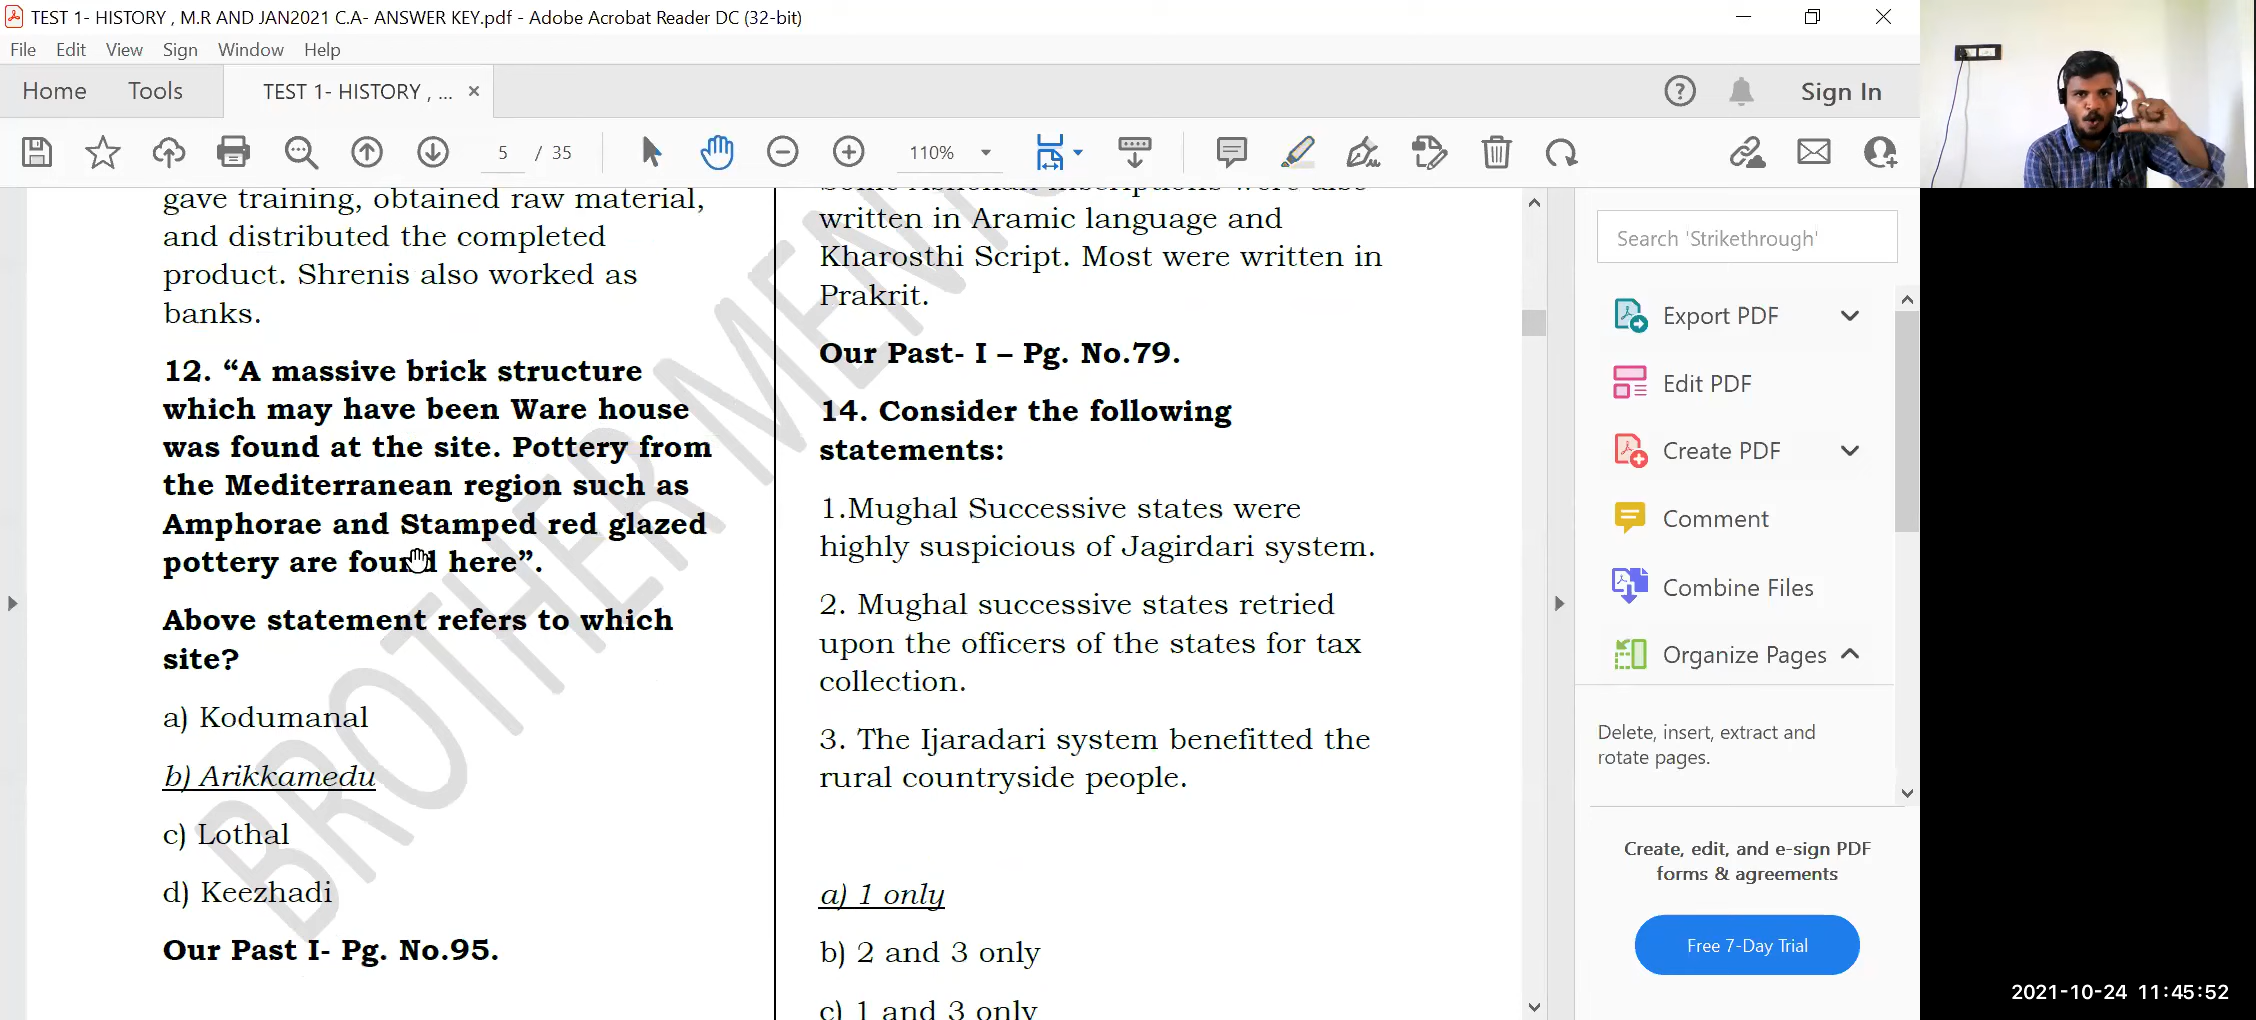 TEST 1- HISTORY , M.R AND JAN2021 C.A- ANSWER KEY.pdf - Adobe Acrobat Reader DC (32-bit)
File Edit View Sign Window Help
Home Tools TEST 1- HISTORY , ... ×
Sign In
5 / 35
110%
gave training, obtained raw material,
and distributed the completed
product. Shrenis also worked as
banks.
12. “A massive brick structure
which may have been Ware house
was found at the site. Pottery from
the Mediterranean region such as
Amphorae and Stamped red glazed
pottery are found here”.
Above statement refers to which
site?
a) Kodumanal
b) Arikkamedu
c) Lothal
d) Keezhadi
Our Past I- Pg. No.95.
Some Ashokan inscriptions were also
written in Aramic language and
Kharosthi Script. Most were written in
Prakrit.
Our Past- I – Pg. No.79.
14. Consider the following
statements:
1.Mughal Successive states were
highly suspicious of Jagirdari system.
2. Mughal successive states retried
upon the officers of the states for tax
collection.
3. The Ijaradari system benefitted the
rural countryside people.
a) 1 only
b) 2 and 3 only
c) 1 and 3 only
BROTHER MEN
Search 'Strikethrough'
Export PDF
Edit PDF
Create PDF
Comment
Combine Files
Organize Pages
Delete, insert, extract and
rotate pages.
Create, edit, and e-sign PDF
forms & agreements
Free 7-Day Trial
2021-10-24 11:45:52